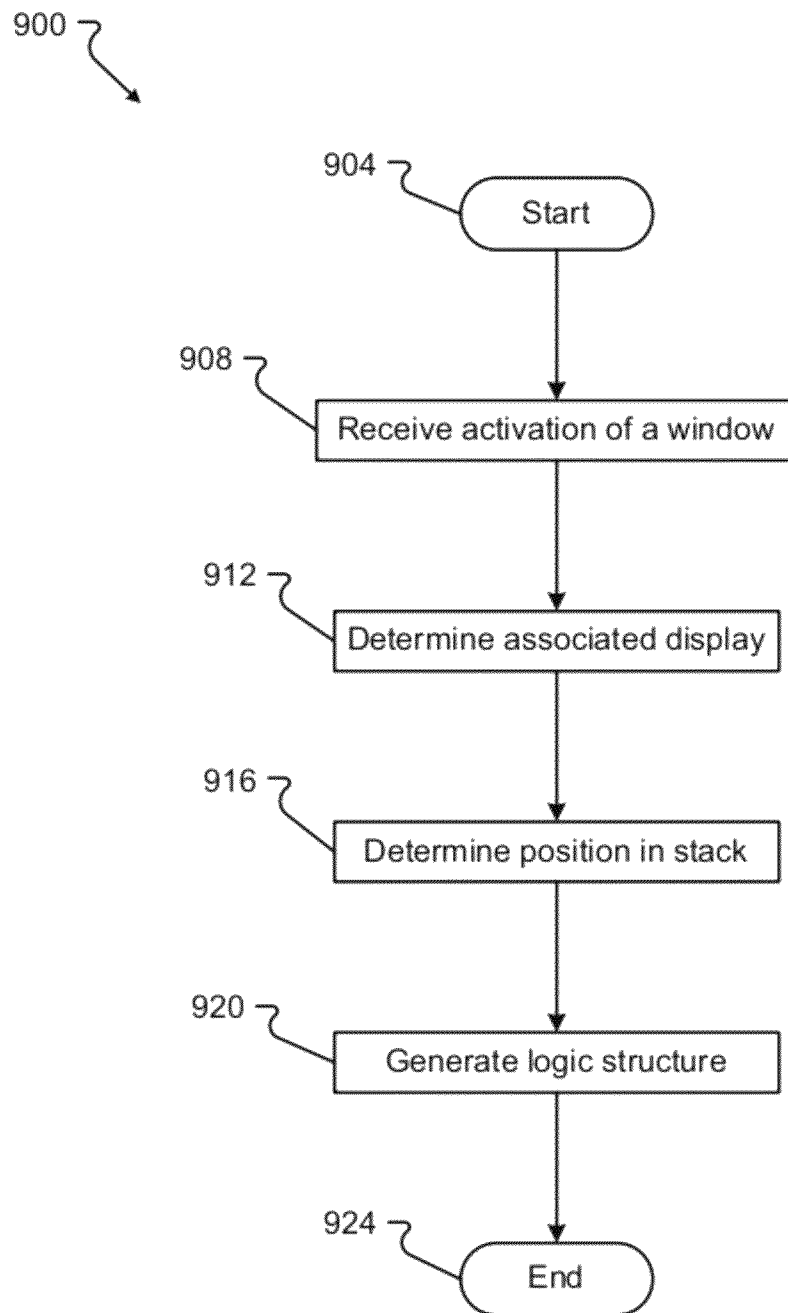 900
904
Start
908
Receive activation of a window
912
Determine associated display
916
Determine position in stack
920
Generate logic structure
924
End